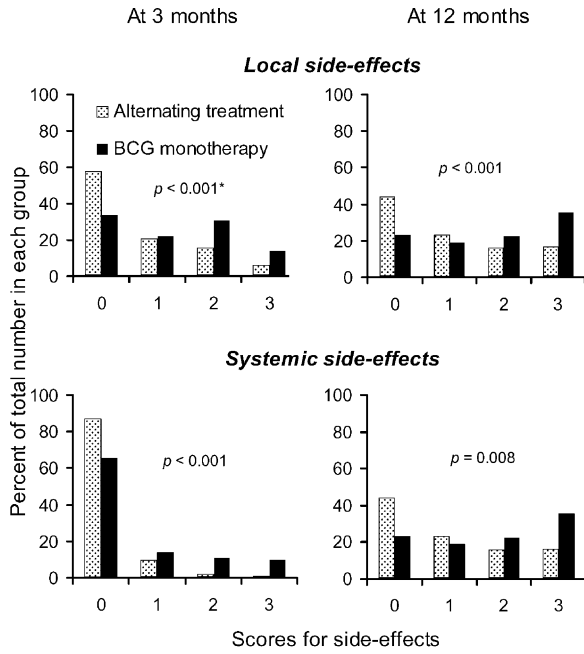 At 3 months At 12 months
Local side-effects
100 100
Alternating treatment
80 80
BCG monotherapy
60 60
p < 0.001* p < 0.001
40 40
20 20
0 0
0 1 2 3 0 1 2 3
Percent of total number in each group
Systemic side-effects
100 100
80 80
p < 0.001 p = 0.008
60 60
40 40
20 20
0 0
0 1 2 3 0 1 2 3
Scores for side-effects